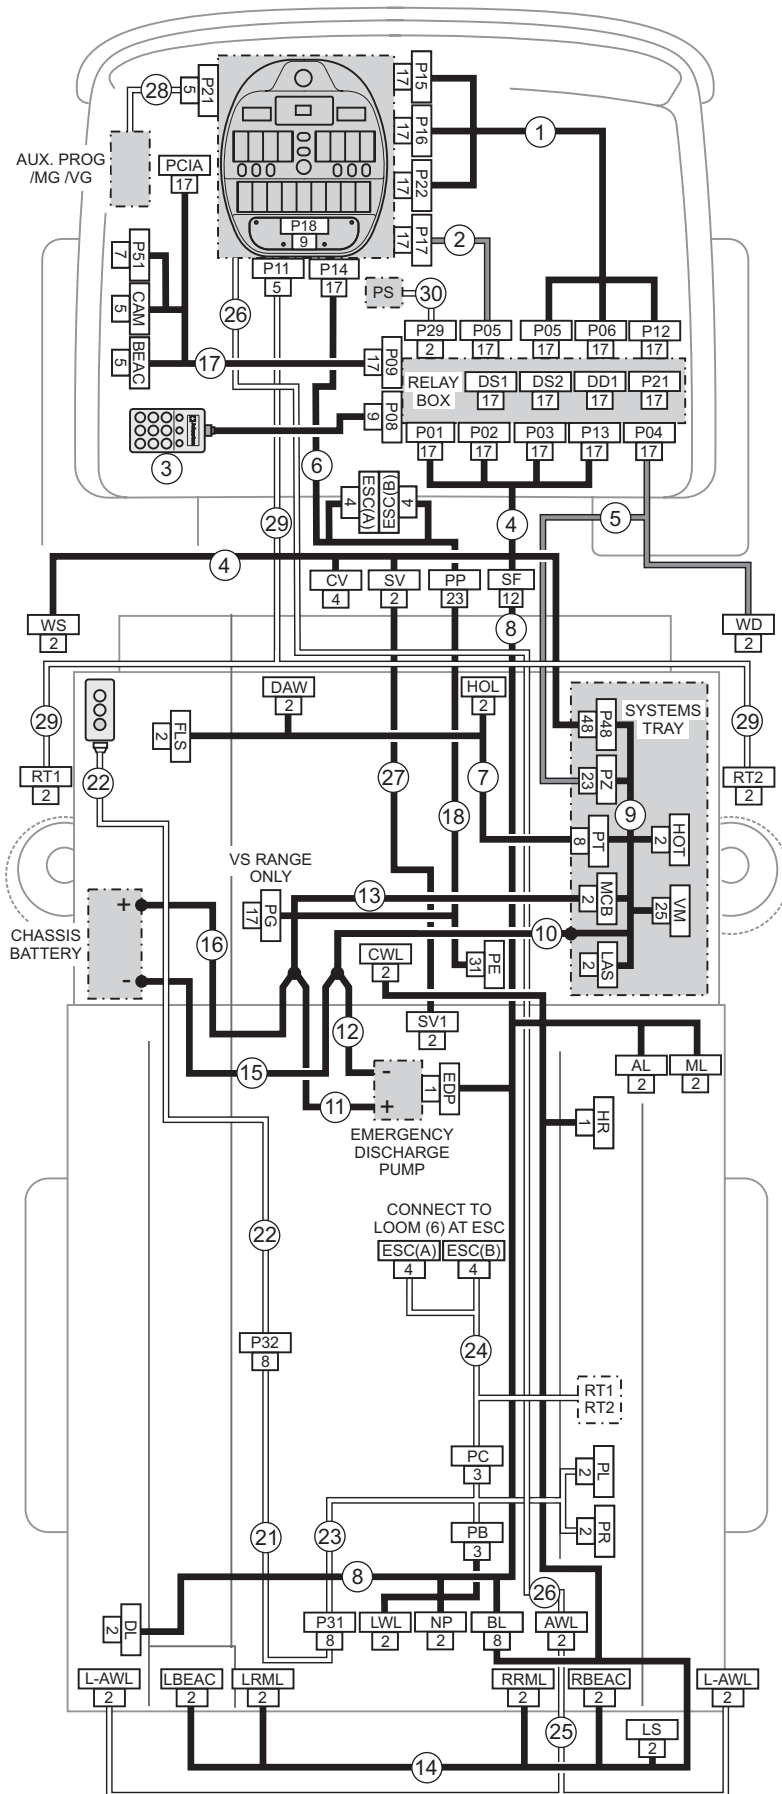 P15
17
28
5
P21
P16
17
1
AUX. PROG
/MG /VG
PCIA
17
P22
17
P18
9
P17
17
2
P51
7
P11
5
P14
17
PS
30
CAM
5
26
P29
2
P05
17
P05
17
P06
17
P12
17
BEAC
5
17
P09
17
RELAY
BOX
DS1
17
DS2
17
DD1
17
P21
17
P08
9
P01
17
P02
17
P03
17
P13
17
P04
17
3
6
ESC(A)
4
ESC(B)
4
29
4
5
4
CV
4
SV
2
PP
23
SF
12
WS
2
8
WD
2
DAW
2
HOL
2
SYSTEMS
TRAY
29
FLS
2
P48
48
29
RT1
2
22
27
7
PZ
23
RT2
2
18
9
PT
8
HOT
2
VS RANGE
ONLY
PG
17
13
MCB
2
VM
25
+
CHASSIS
BATTERY
16
10
-
CWL
2
PE
31
LAS
2
SV1
2
12
15
-
+
EDP
1
AL
2
ML
2
11
EMERGENCY
DISCHARGE
PUMP
HR
1
CONNECT TO
LOOM (6) AT ESC
22
ESC(A)
4
ESC(B)
4
P32
8
24
RT1
RT2
PC
3
PL
2
21
23
PB
3
PR
2
8
26
DL
2
P31
8
LWL
2
NP
2
BL
8
AWL
2
L-AWL
2
LBEAC
2
LRML
2
RRML
2
RBEAC
2
L-AWL
2
25
LS
2
14